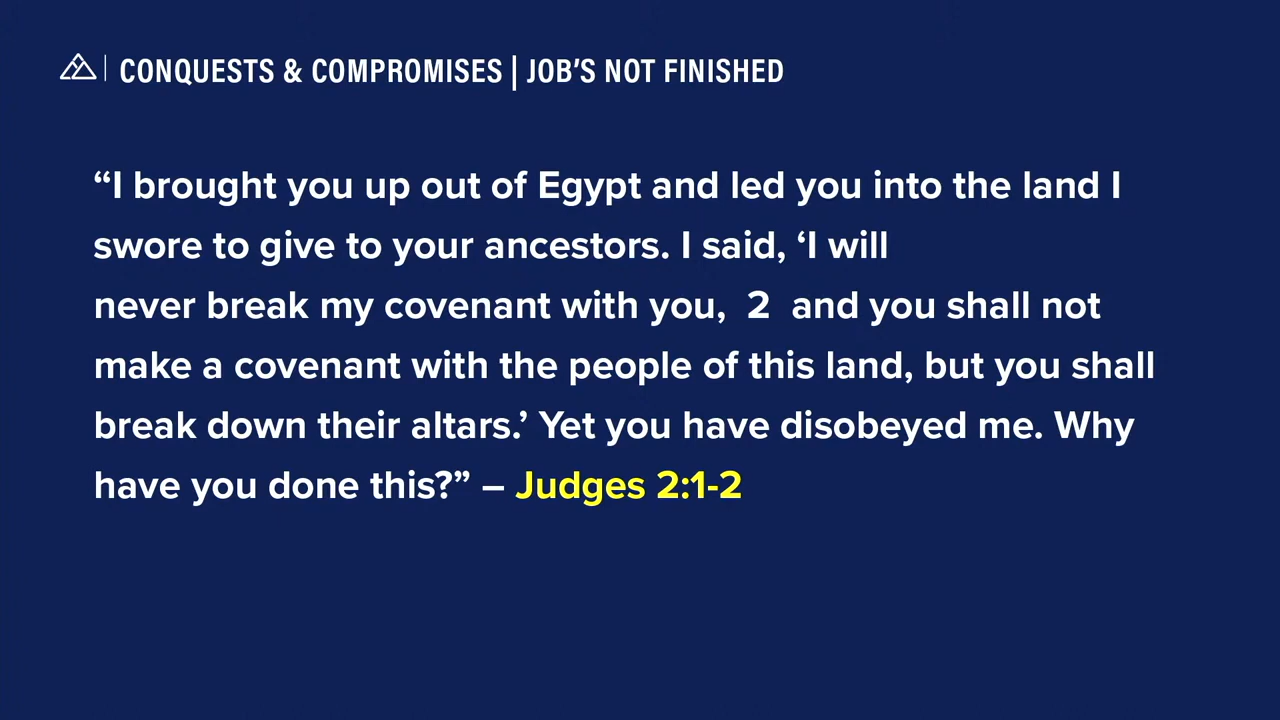 CONQUESTS & COMPROMISES | JOB’S NOT FINISHED
“I brought you up out of Egypt and led you into the land I
swore to give to your ancestors. I said, ‘I will
never break my covenant with you,  2  and you shall not
make a covenant with the people of this land, but you shall
break down their altars.’ Yet you have disobeyed me. Why
have you done this?” – Judges 2:1-2